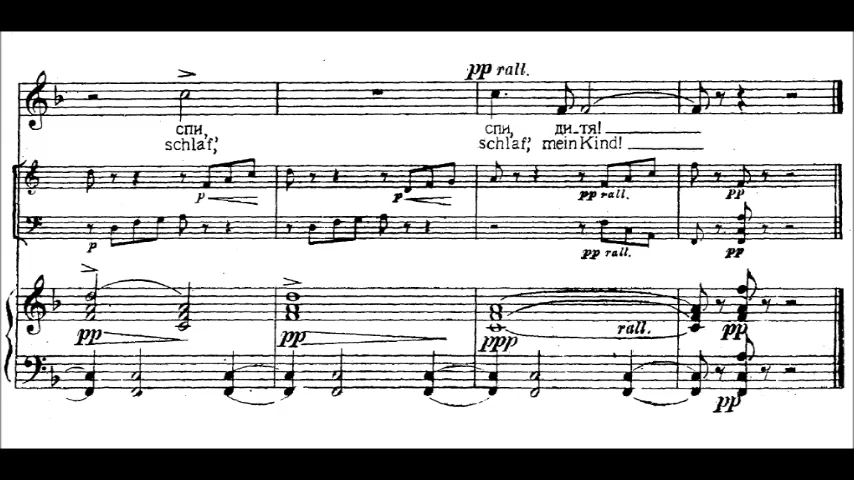 pp rall.
спи, спи, ди-тя!
schlaf, schlaf, mein Kind!
p p
p pp rall. pp
pp rall. pp
pp pp ppp rall. pp
pp